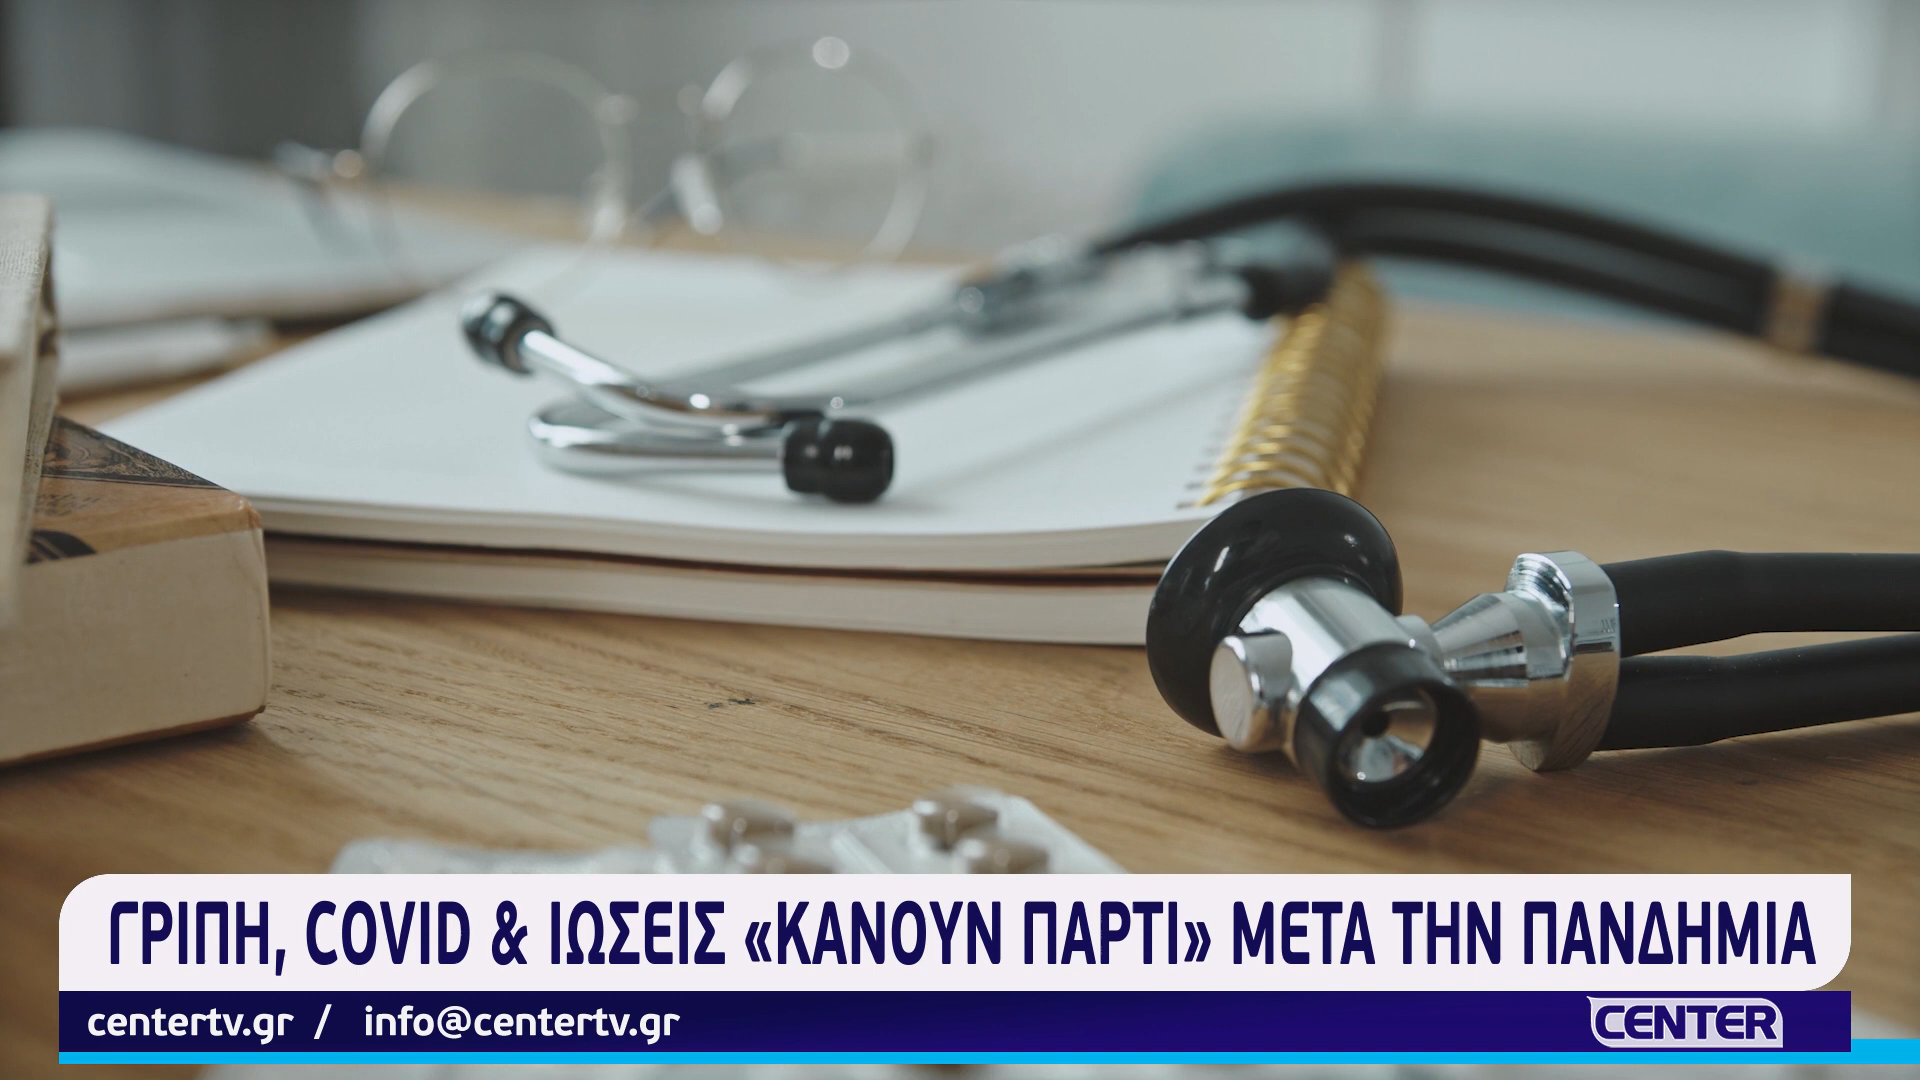 ΓΡΙΠΗ, COVID & ΙΩΣΕΙΣ «ΚΑΝΟΥΝ ΠΑΡΤΙ» ΜΕΤΑ ΤΗΝ ΠΑΝΔΗΜΙΑ
centertv.gr / info@centertv.gr
CENTER